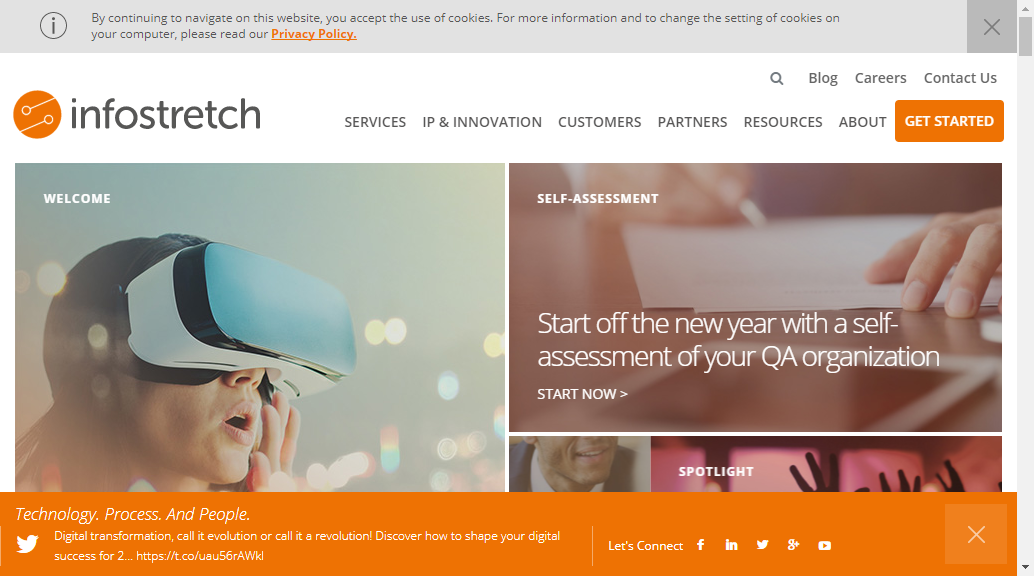 By continuing to navigate on this website, you accept the use of cookies. For more information and to change the setting of cookies on
your computer, please read our Privacy Policy.
Blog Careers Contact Us
infostretch
SERVICES IP & INNOVATION CUSTOMERS PARTNERS RESOURCES ABOUT GET STARTED
WELCOME
SELF-ASSESSMENT
Start off the new year with a self-
assessment of your QA organization
START NOW >
SPOTLIGHT
Technology. Process. And People.
Digital transformation, call it evolution or call it a revolution! Discover how to shape your digital
success for 2... https://t.co/uau56rAWkl
Let's Connect